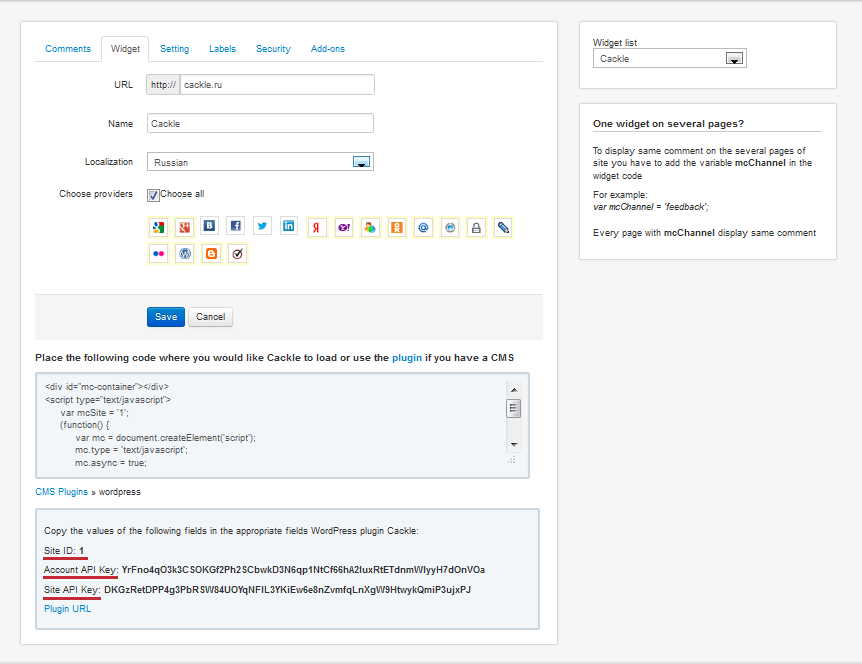 Comments Widget Setting Labels Security Add-ons
URL http:// cackle.ru
Name Cackle
Localization Russian
Choose providers Choose all
Save Cancel
Place the following code where you would like Cackle to load or use the plugin if you have a CMS
<div id="mc-container"></div>
<script type="text/javascript">
var mcSite = '1';
(function() {
var mc = document.createElement('script');
mc.type = 'text/javascript';
mc.async = true;
CMS Plugins » wordpress
Copy the values of the following fields in the appropriate fields WordPress plugin Cackle:
Site ID: 1
Account API Key: YrFno4qO3k3CSOKGf2Ph2SCbwkD3N6qp1NtCf66hA2luxRtETdnmWlyyH7dOnVOa
Site API Key: DKGzRetDPP4g3PbRSW84UOYqNFIL3YKiEw6e8nZvmfqLnXgW9HtwykQmiP3ujxPJ
Plugin URL
Widget list
Cackle
One widget on several pages?
To display same comment on the several pages of
site you have to add the variable mcChannel in the
widget code
For example:
var mcChannel = 'feedback';
Every page with mcChannel display same comment